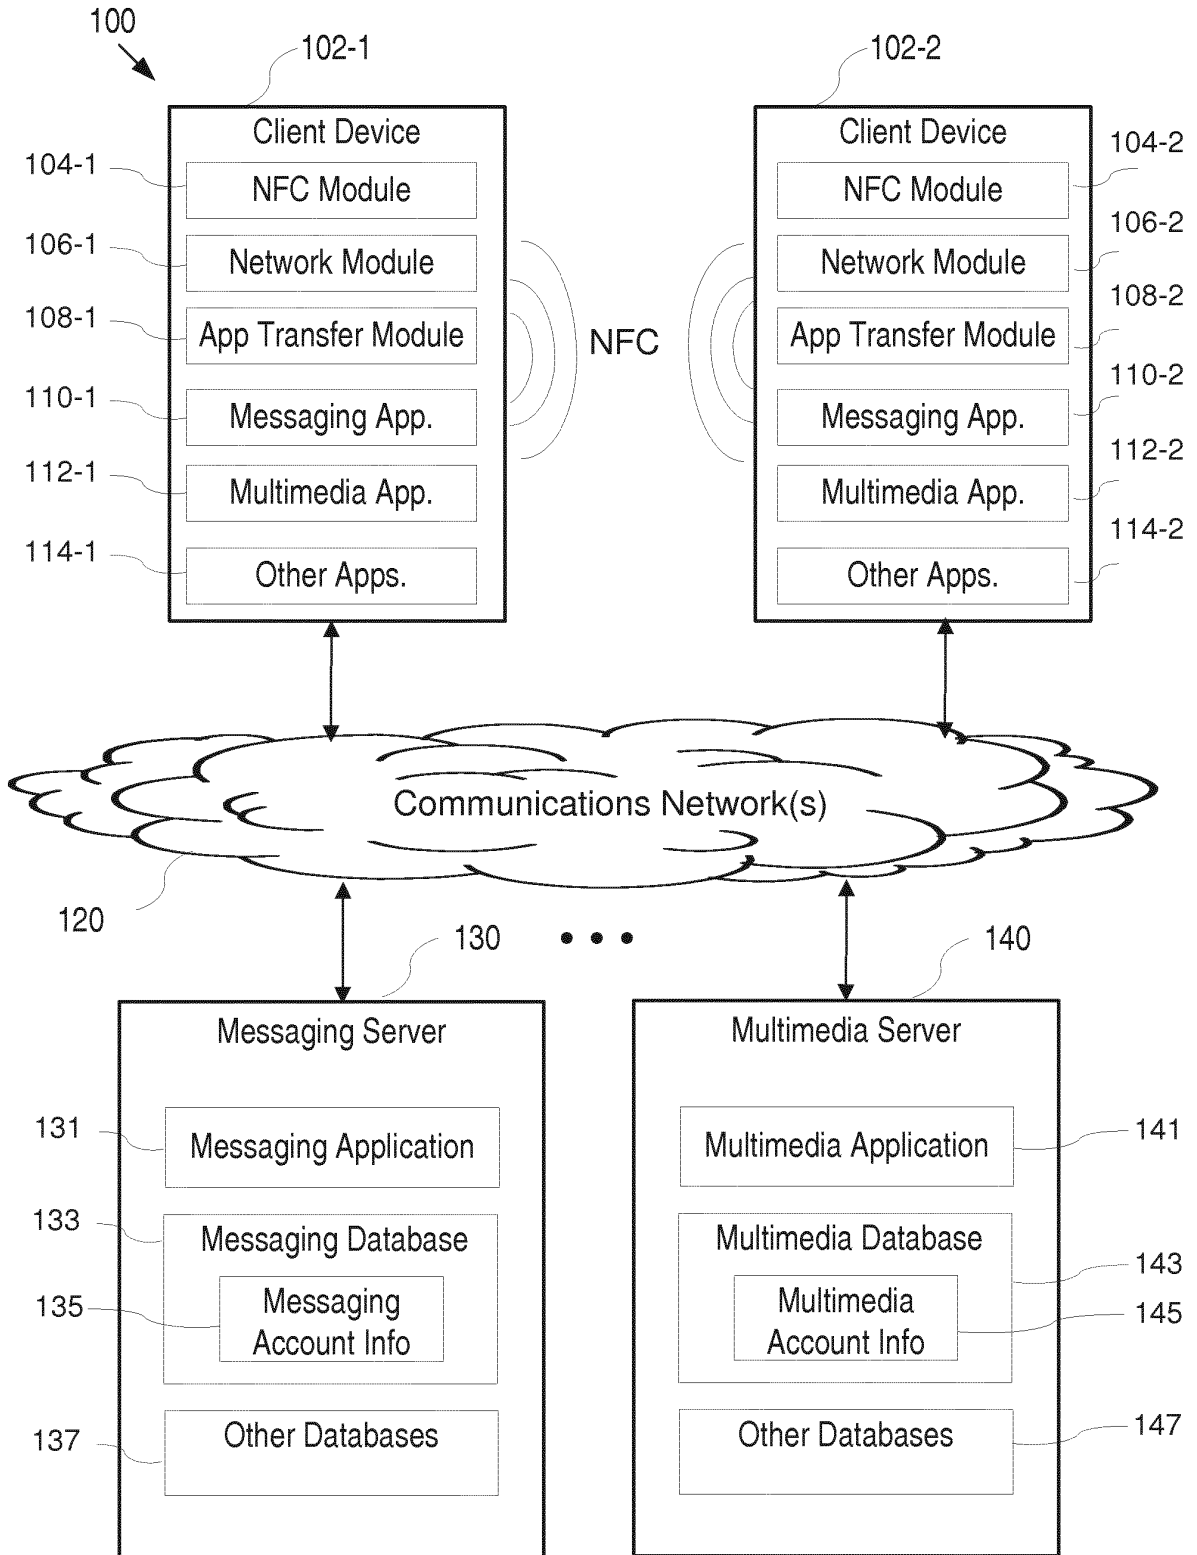 100
102-1
102-2
Client Device
104-1
NFC Module
106-1
Network Module
108-1
App Transfer Module
110-1
Messaging App.
112-1
Multimedia App.
114-1
Other Apps.
NFC
Client Device
104-2
NFC Module
106-2
Network Module
108-2
App Transfer Module
110-2
Messaging App.
112-2
Multimedia App.
114-2
Other Apps.
Communications Network(s)
120
130
• • •
140
Messaging Server
131
Messaging Application
133
Messaging Database
135
Messaging
Account Info
137
Other Databases
Multimedia Server
Multimedia Application
141
Multimedia Database
143
Multimedia
Account Info
145
Other Databases
147